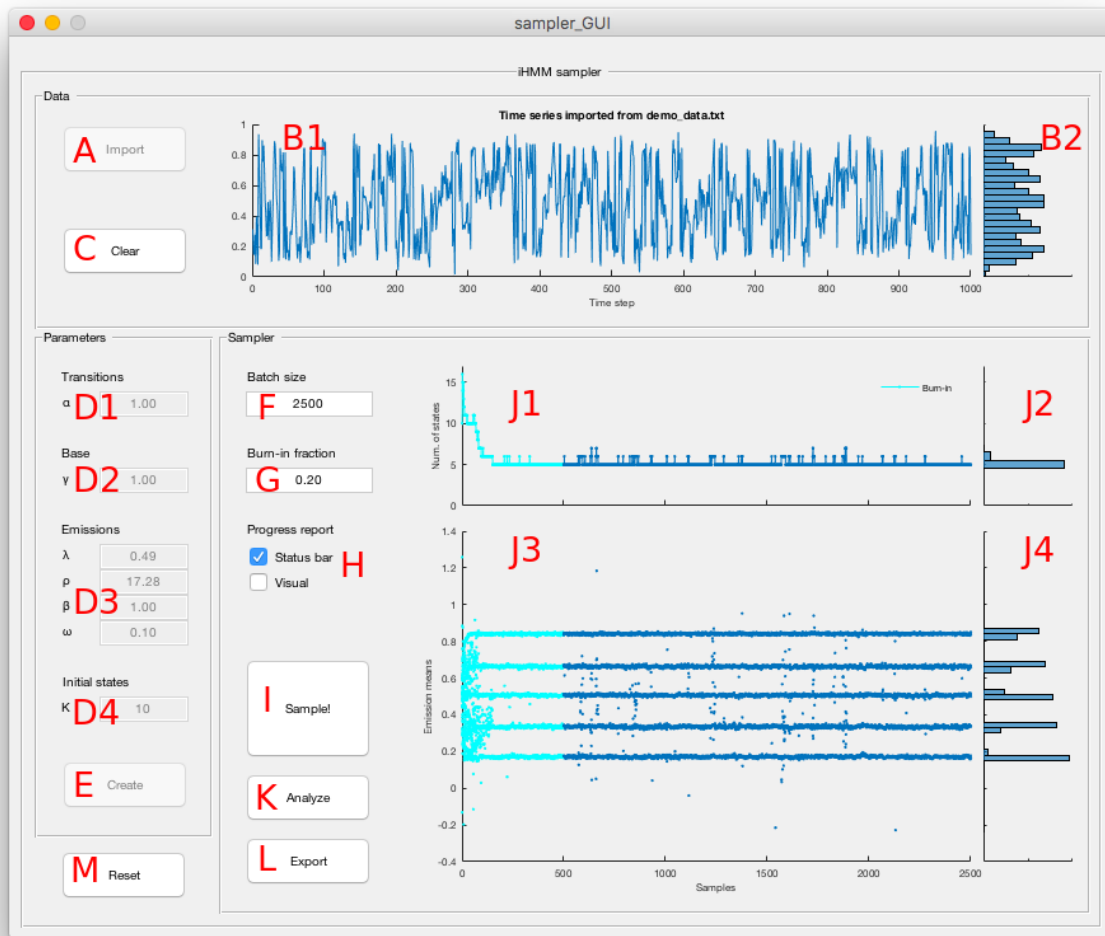 sampler_GUI
iHMM sampler
Data
A Import
C Clear
Time series imported from demo_data.txt
B1
B2
1
0.8
0.6
0.4
0.2
0
0 100 200 300 400 500 600 700 800 900 1000
Time step
Parameters
Transitions
α D1 1.00
Base
γ D2 1.00
Emissions
λ 0.49
ρ 17.28
D3
β 1.00
ω 0.10
Initial states
K D4 10
E Create
M Reset
Sampler
Batch size
F 2500
Burn-in fraction
G 0.20
Progress report
Status bar
H
Visual
I Sample!
K Analyze
L Export
J1
Burn-in
J2
Num. of states
15
10
5
0
J3
J4
Emission means
1.4
1.2
1
0.8
0.6
0.4
0.2
0
-0.2
-0.4
0 500 1000 1500 2000 2500
Samples